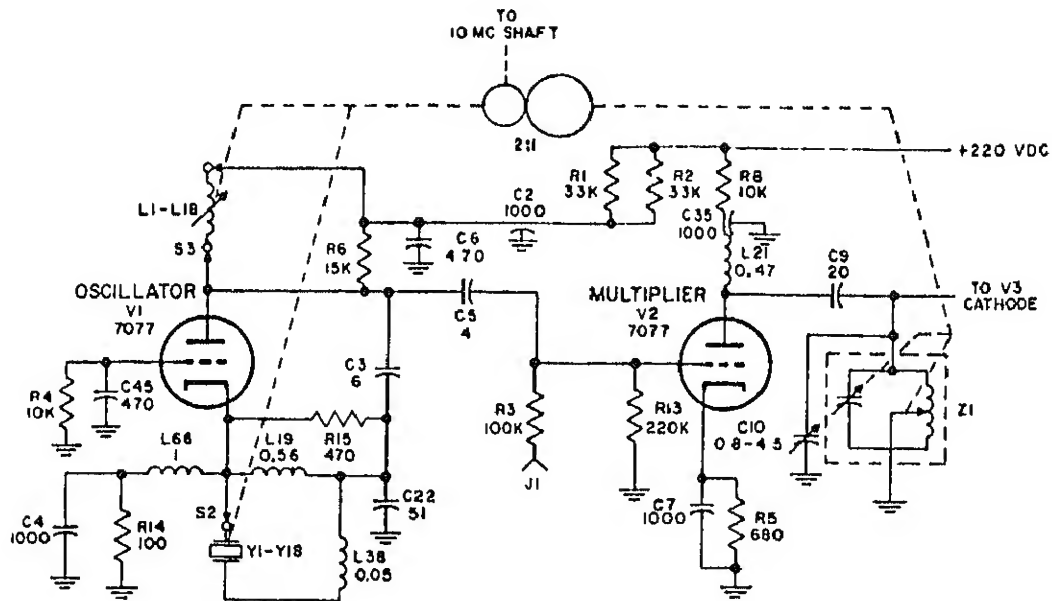 TO
10 MC SHAFT
2:1
+220 VDC
L1-L18
S3
R6
15K
C6
470
C2
1000
R1
33K
R2
33K
R8
10K
C35
1000
L21
0.47
C9
20
TO V3
CATHODE
OSCILLATOR
V1
7077
C5
4
MULTIPLIER
V2
7077
R4
10K
C45
470
C3
6
R15
470
L66
1
L19
0.56
C4
1000
R14
100
S2
Y1-Y18
L38
0.05
C22
51
R3
100K
J1
R13
220K
C10
0.8-4.5
Z1
C7
1000
R5
680